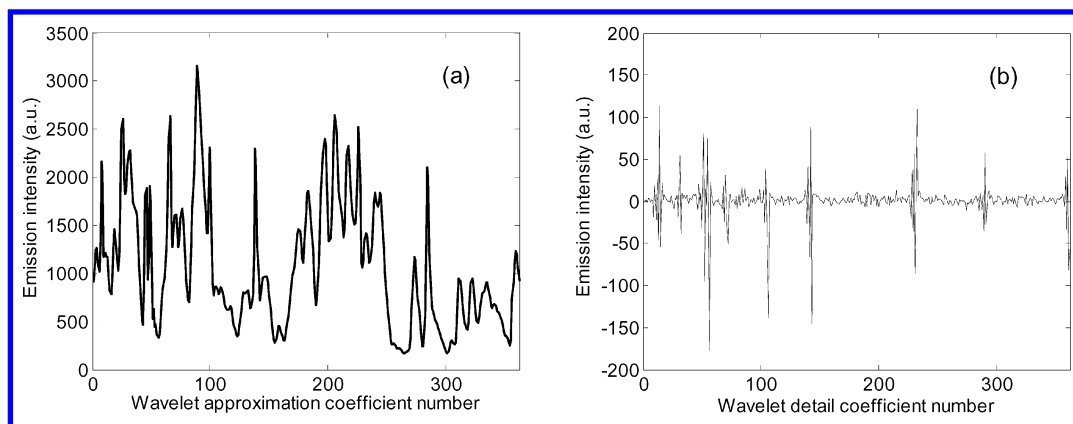 3500
3000
2500
2000
1500
1000
500
0
Emission intensity (a.u.)
(a)
0 100 200 300
Wavelet approximation coefficient number
200
150
100
50
0
-50
-100
-150
-200
Emission intensity (a.u.)
(b)
0 100 200 300
Wavelet detail coefficient number